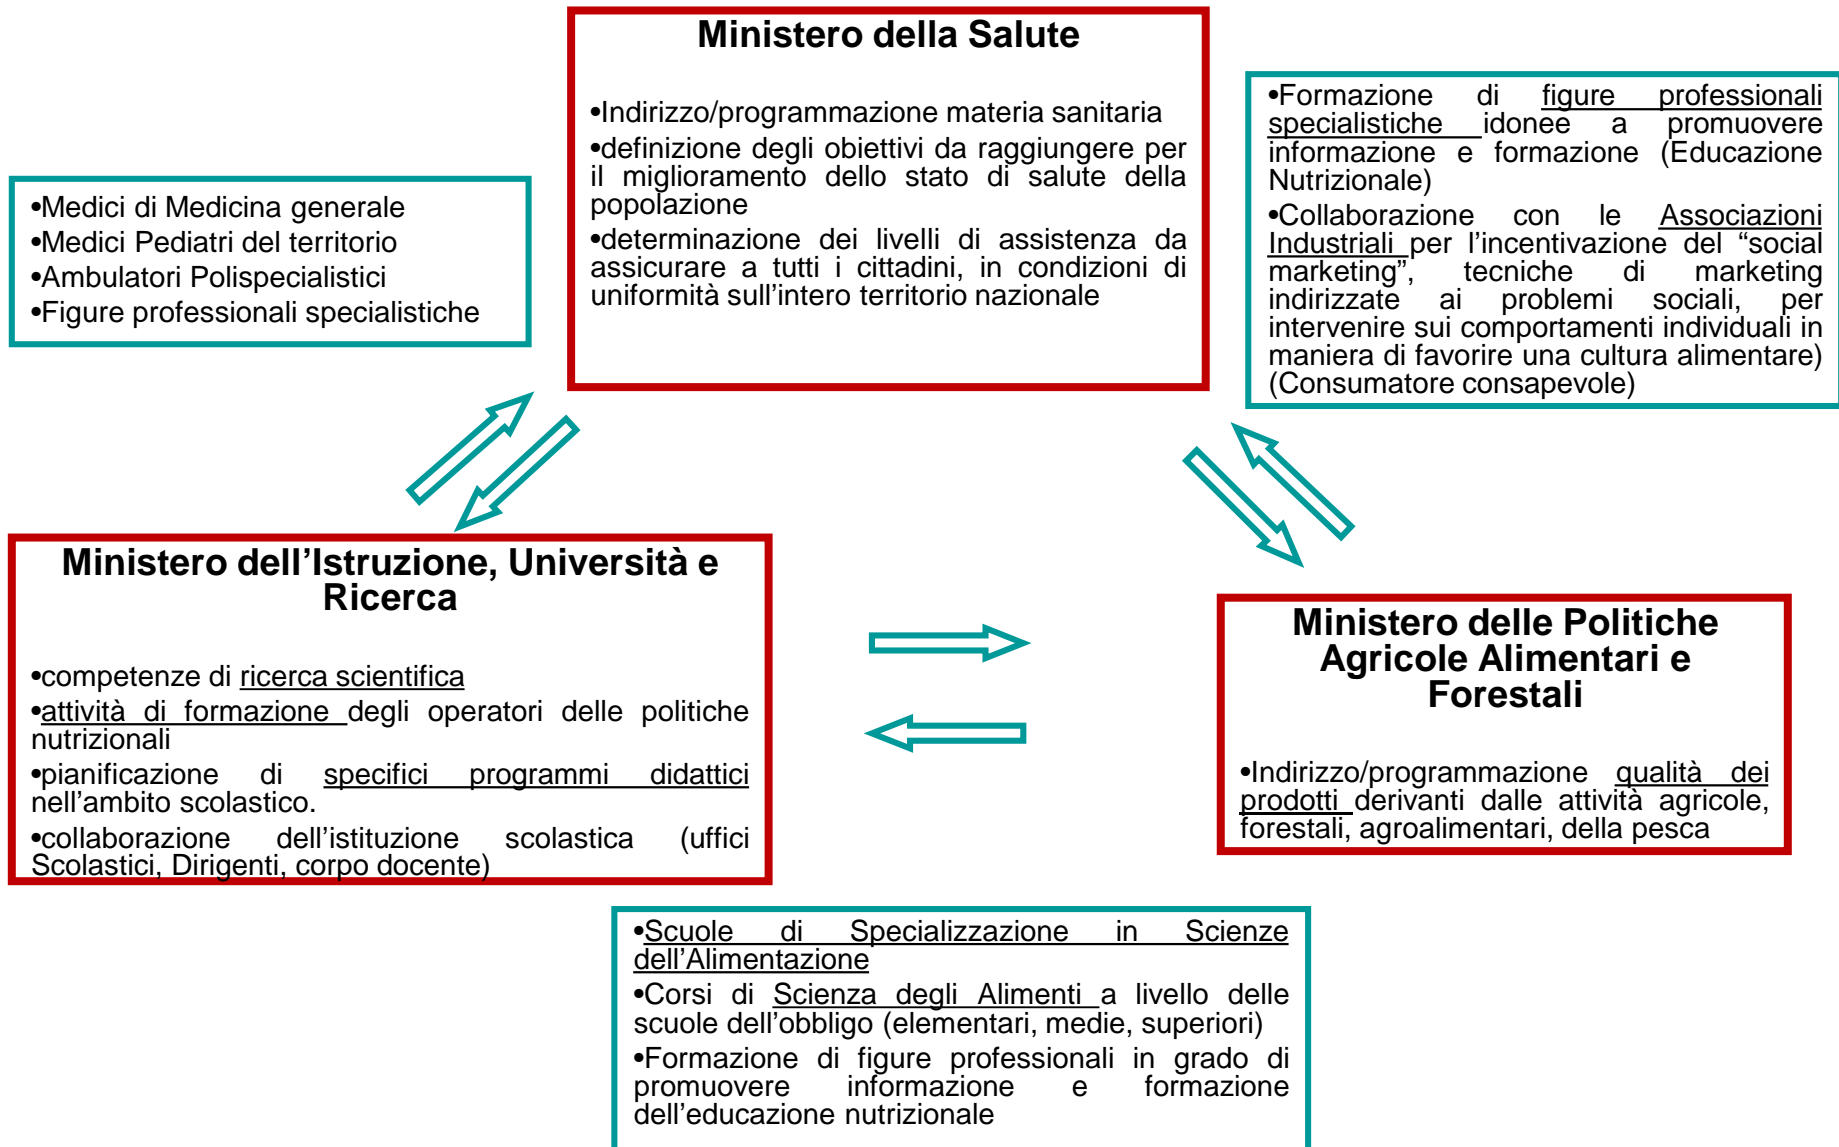 Ministero della Salute
•Indirizzo/programmazione materia sanitaria
•definizione degli obiettivi da raggiungere per
il miglioramento dello stato di salute della
popolazione
•determinazione dei livelli di assistenza da
assicurare a tutti i cittadini, in condizioni di
uniformità sull’intero territorio nazionale
•Medici di Medicina generale
•Medici Pediatri del territorio
•Ambulatori Polispecialistici
•Figure professionali specialistiche
•Formazione di figure professionali
specialistiche idonee a promuovere
informazione e formazione (Educazione
Nutrizionale)
•Collaborazione con le Associazioni
Industriali per l’incentivazione del “social
marketing”, tecniche di marketing
indirizzate ai problemi sociali, per
intervenire sui comportamenti individuali in
maniera di favorire una cultura alimentare)
(Consumatore consapevole)
Ministero dell’Istruzione, Università e
Ricerca
•competenze di ricerca scientifica
•attività di formazione degli operatori delle politiche
nutrizionali
•pianificazione di specifici programmi didattici
nell’ambito scolastico.
•collaborazione dell’istituzione scolastica (uffici
Scolastici, Dirigenti, corpo docente)
Ministero delle Politiche
Agricole Alimentari e
Forestali
•Indirizzo/programmazione qualità dei
prodotti derivanti dalle attività agricole,
forestali, agroalimentari, della pesca
•Scuole di Specializzazione in Scienze
dell’Alimentazione
•Corsi di Scienza degli Alimenti a livello delle
scuole dell’obbligo (elementari, medie, superiori)
•Formazione di figure professionali in grado di
promuovere informazione e formazione
dell’educazione nutrizionale